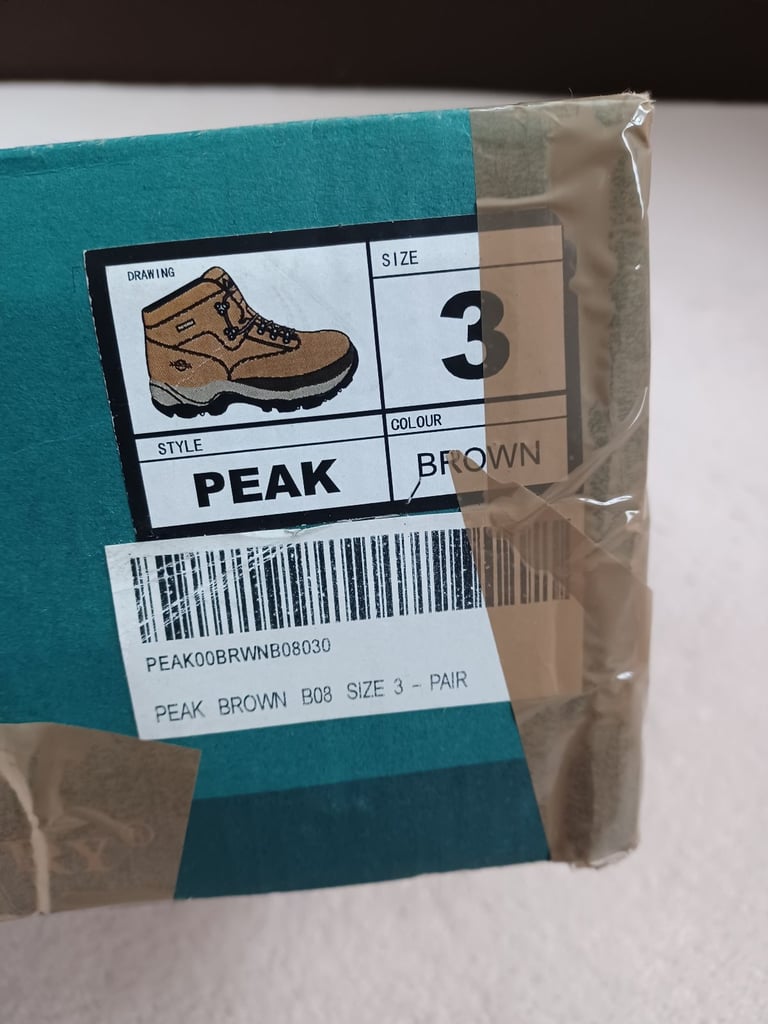 DRAWING
SIZE
3
STYLE
PEAK
COLOUR
BROWN
PEAK00BRWNB08030
PEAK BROWN B08 SIZE 3 - PAIR